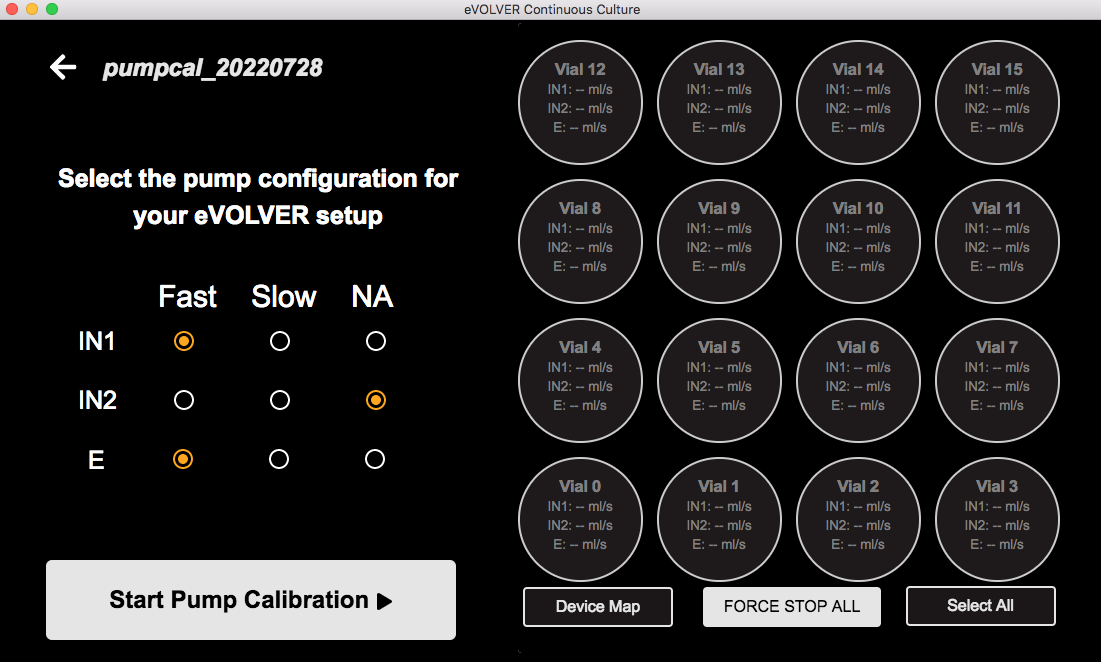 eVOLVER Continuous Culture
pumpcal_20220728
Select the pump configuration for
your eVOLVER setup
Fast Slow NA
IN1
IN2
E
Start Pump Calibration
Vial 12
IN1: -- ml/s
IN2: -- ml/s
E: -- ml/s
Vial 13
IN1: -- ml/s
IN2: -- ml/s
E: -- ml/s
Vial 14
IN1: -- ml/s
IN2: -- ml/s
E: -- ml/s
Vial 15
IN1: -- ml/s
IN2: -- ml/s
E: -- ml/s
Vial 8
IN1: -- ml/s
IN2: -- ml/s
E: -- ml/s
Vial 9
IN1: -- ml/s
IN2: -- ml/s
E: -- ml/s
Vial 10
IN1: -- ml/s
IN2: -- ml/s
E: -- ml/s
Vial 11
IN1: -- ml/s
IN2: -- ml/s
E: -- ml/s
Vial 4
IN1: -- ml/s
IN2: -- ml/s
E: -- ml/s
Vial 5
IN1: -- ml/s
IN2: -- ml/s
E: -- ml/s
Vial 6
IN1: -- ml/s
IN2: -- ml/s
E: -- ml/s
Vial 7
IN1: -- ml/s
IN2: -- ml/s
E: -- ml/s
Vial 0
IN1: -- ml/s
IN2: -- ml/s
E: -- ml/s
Vial 1
IN1: -- ml/s
IN2: -- ml/s
E: -- ml/s
Vial 2
IN1: -- ml/s
IN2: -- ml/s
E: -- ml/s
Vial 3
IN1: -- ml/s
IN2: -- ml/s
E: -- ml/s
Device Map
FORCE STOP ALL
Select All